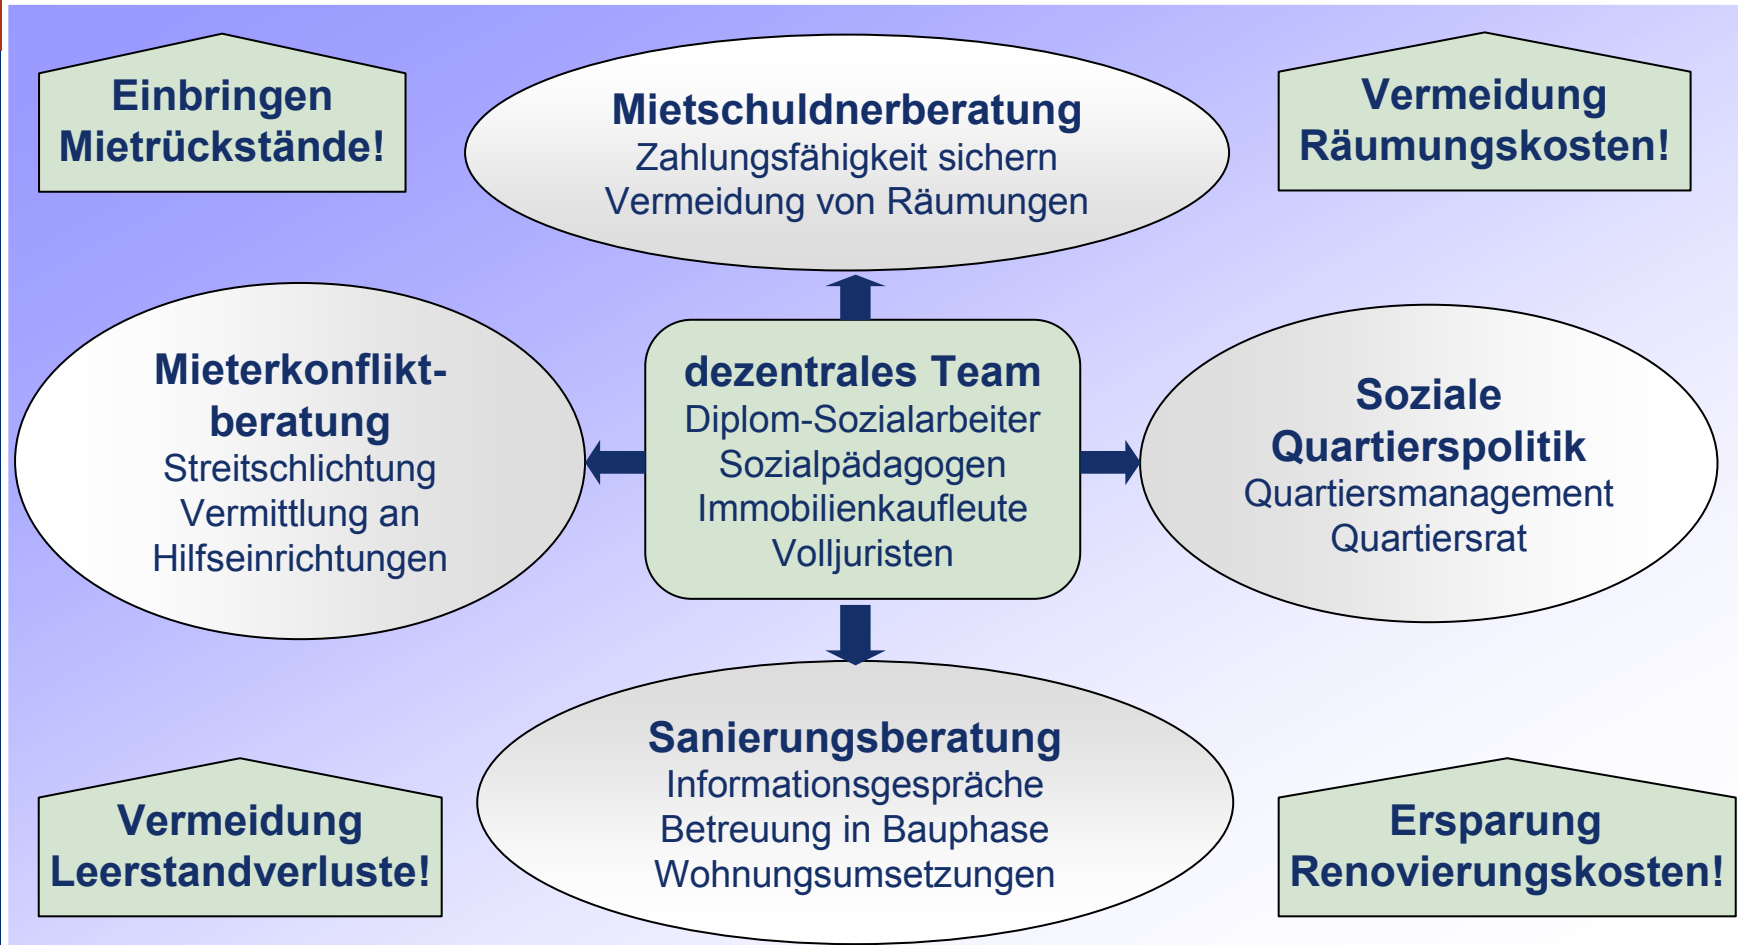 Einbringen
Mietrückstände!
Mietschuldnerberatung
Zahlungsfähigkeit sichern
Vermeidung von Räumungen
Vermeidung
Räumungskosten!
Mieterkonflikt-
beratung
Streitschlichtung
Vermittlung an
Hilfseinrichtungen
dezentrales Team
Diplom-Sozialarbeiter
Sozialpädagogen
Immobilienkaufleute
Volljuristen
Soziale
Quartierspolitik
Quartiersmanagement
Quartiersrat
Vermeidung
Leerstandverluste!
Sanierungsberatung
Informationsgespräche
Betreuung in Bauphase
Wohnungsumsetzungen
Ersparung
Renovierungskosten!